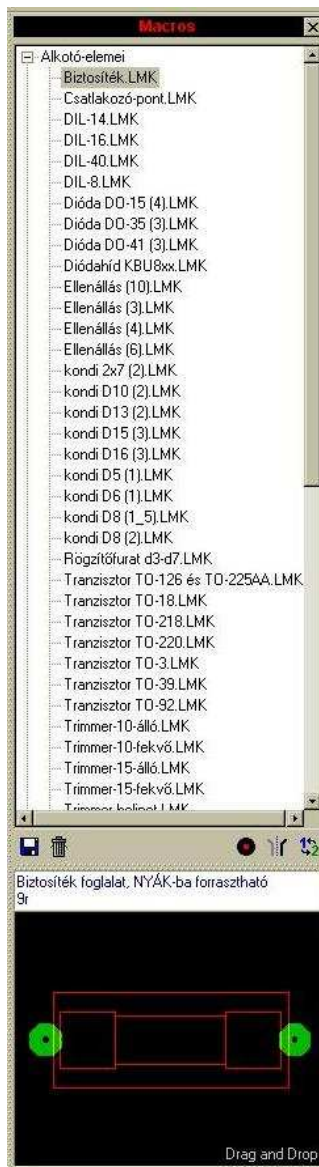 Macros
Alkotó-elemei
Biztosíték.LMK
Csatlakozó-pont.LMK
DIL-14.LMK
DIL-16.LMK
DIL-40.LMK
DIL-8.LMK
Dióda DO-15 (4).LMK
Dióda DO-35 (3).LMK
Dióda DO-41 (3).LMK
Diódahíd KBU8xx.LMK
Ellenállás (10).LMK
Ellenállás (3).LMK
Ellenállás (4).LMK
Ellenállás (6).LMK
kondi 2x7 (2).LMK
kondi D10 (2).LMK
kondi D13 (2).LMK
kondi D15 (3).LMK
kondi D16 (3).LMK
kondi D5 (1).LMK
kondi D6 (1).LMK
kondi D8 (1_5).LMK
kondi D8 (2).LMK
Rögzítőfurat d3-d7.LMK
Tranzisztor TO-126 és TO-225AA.LMK
Tranzisztor TO-18.LMK
Tranzisztor TO-218.LMK
Tranzisztor TO-220.LMK
Tranzisztor TO-3.LMK
Tranzisztor TO-39.LMK
Tranzisztor TO-92.LMK
Trimmer-10-álló.LMK
Trimmer-10-fekvő.LMK
Trimmer-15-álló.LMK
Trimmer-15-fekvő.LMK
Biztosíték foglalat, NYÁK-ba forrasztható
9r
Drag and Drop